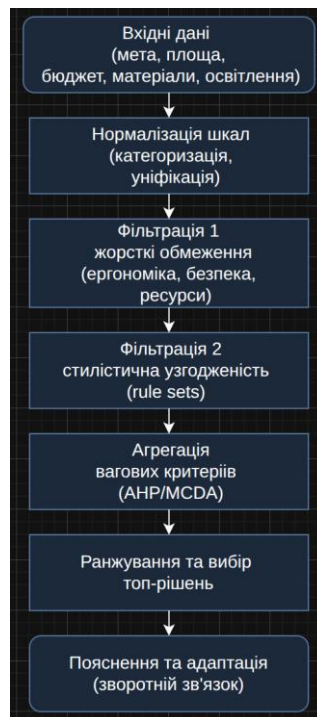 Вхідні дані
(мета, площа,
бюджет, матеріали, освітлення)
Нормалізація шкал
(категоризація,
уніфікація)
Фільтрація 1
жорсткі обмеження
(ергономіка, безпека,
ресурси)
Фільтрація 2
стилістична узгодженість
(rule sets)
Агрегація
вагових критеріїв
(AHP/MCDA)
Ранжування та вибір
топ-рішень
Пояснення та адаптація
(зворотній зв'язок)